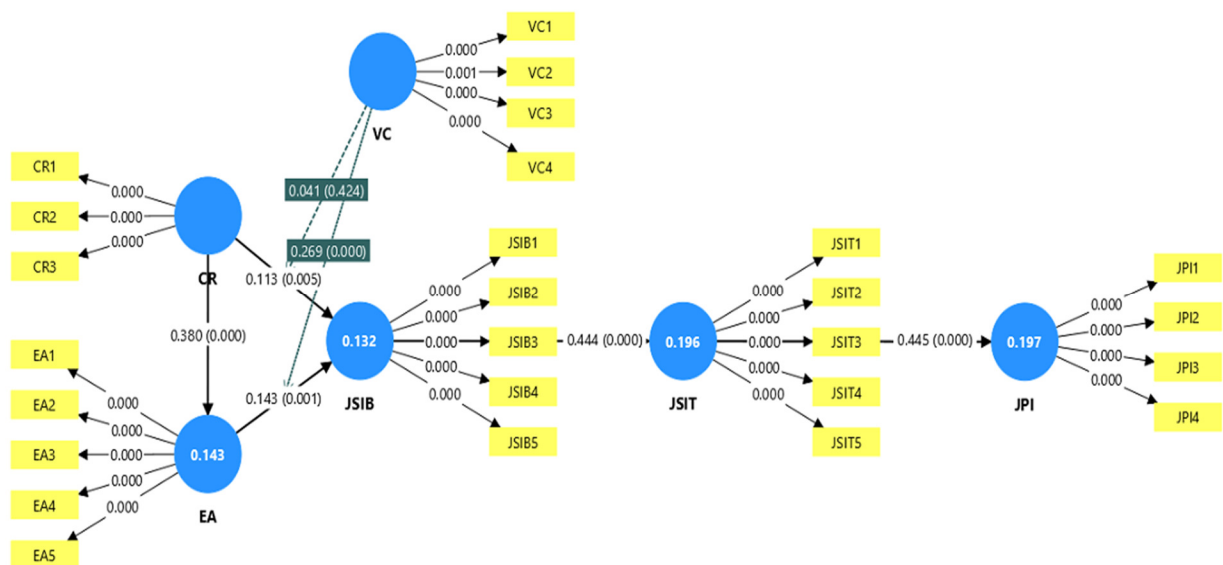 VC1
VC2
VC3
VC4
0.000
0.001
0.000
0.000
VC
CR1
CR2
CR3
0.000
0.000
0.000
CR
0.041 (0.424)
0.269 (0.000)
0.113 (0.005)
0.380 (0.000)
0.143 (0.001)
EA1
EA2
EA3
EA4
EA5
0.000
0.000
0.000
0.000
0.000
0.143
EA
0.132
JSIB
0.000
0.000
0.000
0.000
0.000
JSIB1
JSIB2
JSIB3
JSIB4
JSIB5
0.444 (0.000)
0.196
JSIT
0.000
0.000
0.000
0.000
0.000
JSIT1
JSIT2
JSIT3
JSIT4
JSIT5
0.445 (0.000)
0.197
JPI
0.000
0.000
0.000
0.000
JPI1
JPI2
JPI3
JPI4